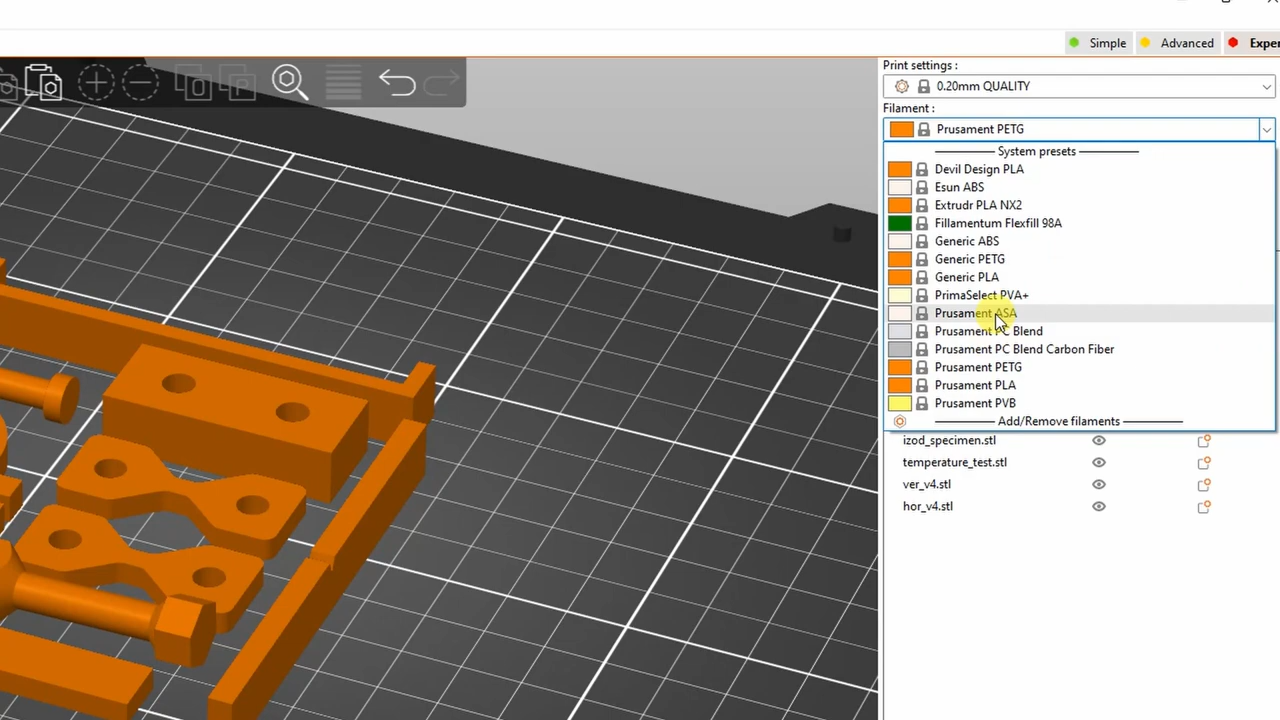 Simple
Advanced
Exper
Print settings :
0.20mm QUALITY
Filament :
Prusament PETG
System presets
Devil Design PLA
Esun ABS
Extrudr PLA NX2
Fillamentum Flexfill 98A
Generic ABS
Generic PETG
Generic PLA
PrimaSelect PVA+
Prusament ASA
Prusament PC Blend
Prusament PC Blend Carbon Fiber
Prusament PETG
Prusament PLA
Prusament PVB
Add/Remove filaments
izod_specimen.stl
temperature_test.stl
ver_v4.stl
hor_v4.stl